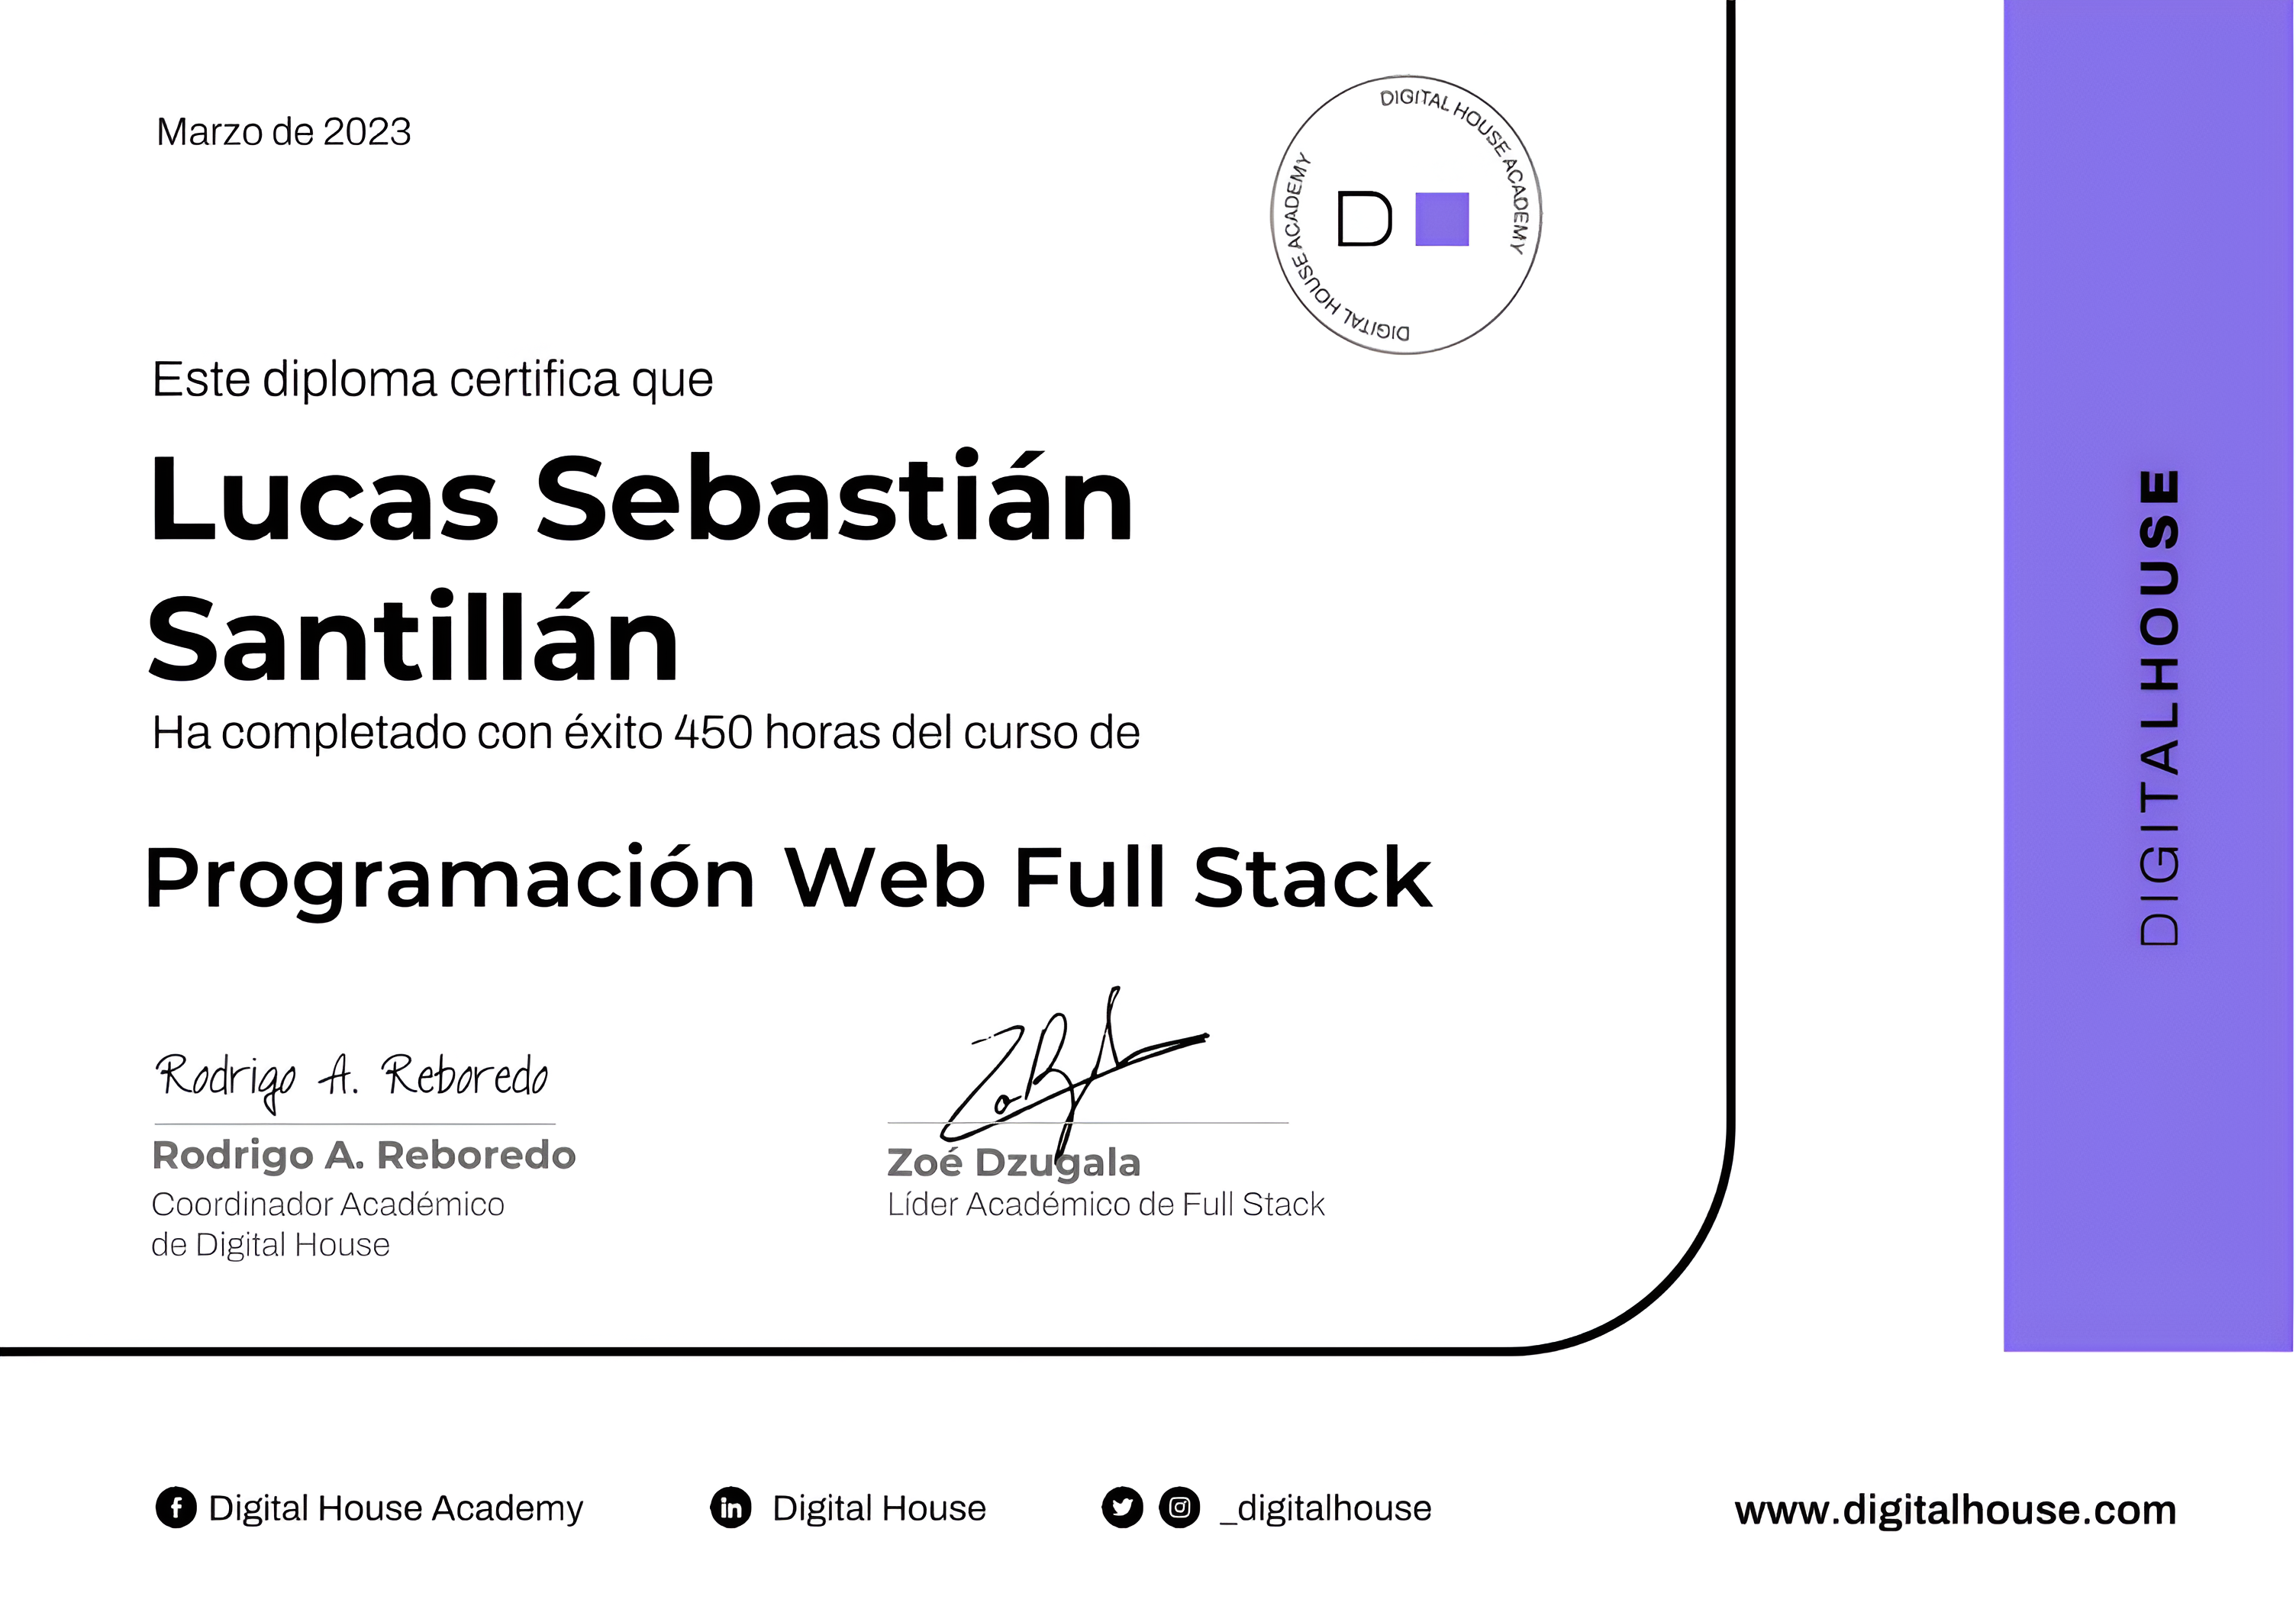 Marzo de 2023
DIGITAL HOUSE ACADEMY
DIGITAL HOUSE ACADEMY
D
Este diploma certifica que
Lucas Sebastián
Santillán
Ha completado con éxito 450 horas del curso de
Programación Web Full Stack
Rodrigo A. Reboredo
Rodrigo A. Reboredo
Coordinador Académico
de Digital House
Zoé Dzugala
Líder Académico de Full Stack
DIGITALHOUSE
Digital House Academy
Digital House
_digitalhouse
www.digitalhouse.com